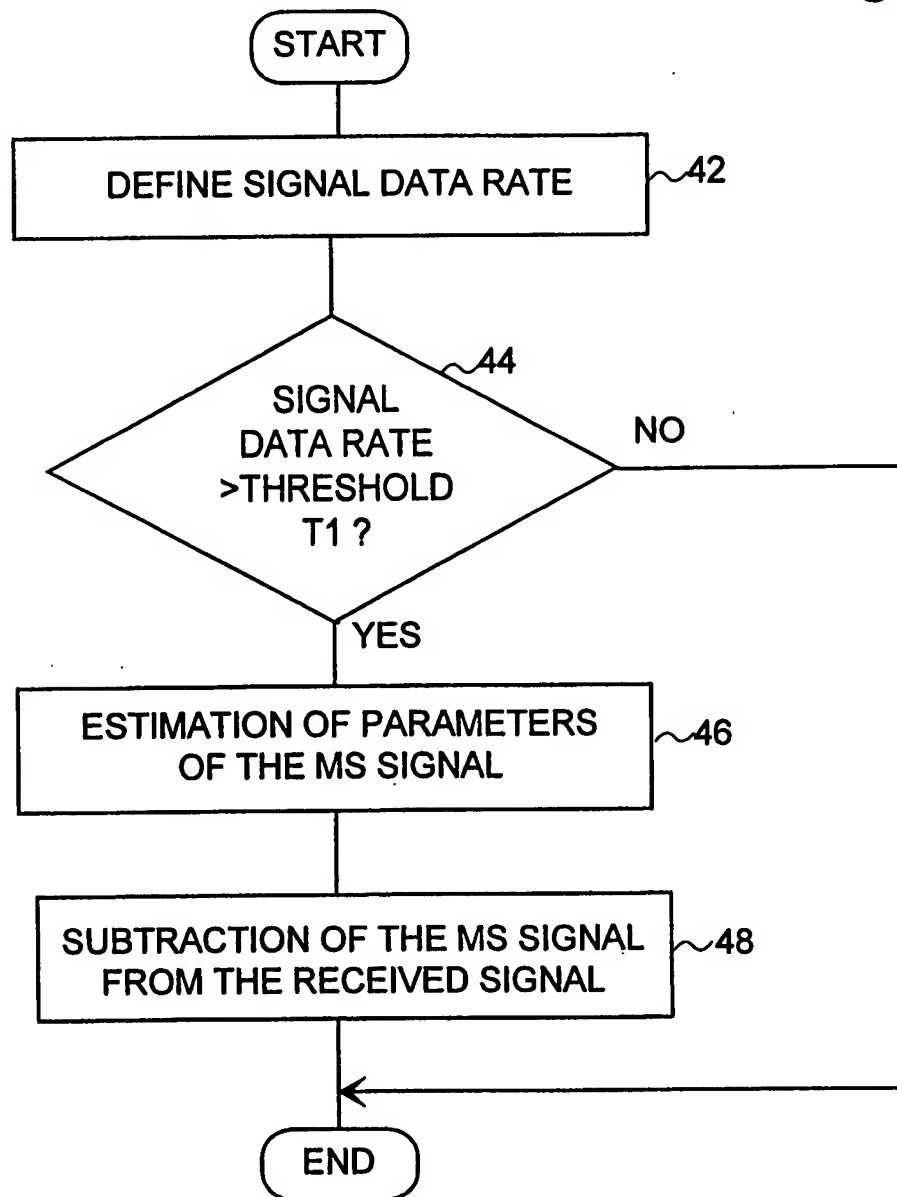 START
DEFINE SIGNAL DATA RATE
42
44
SIGNAL
DATA RATE
>THRESHOLD
T1 ?
NO
YES
ESTIMATION OF PARAMETERS
OF THE MS SIGNAL
46
SUBTRACTION OF THE MS SIGNAL
FROM THE RECEIVED SIGNAL
48
END